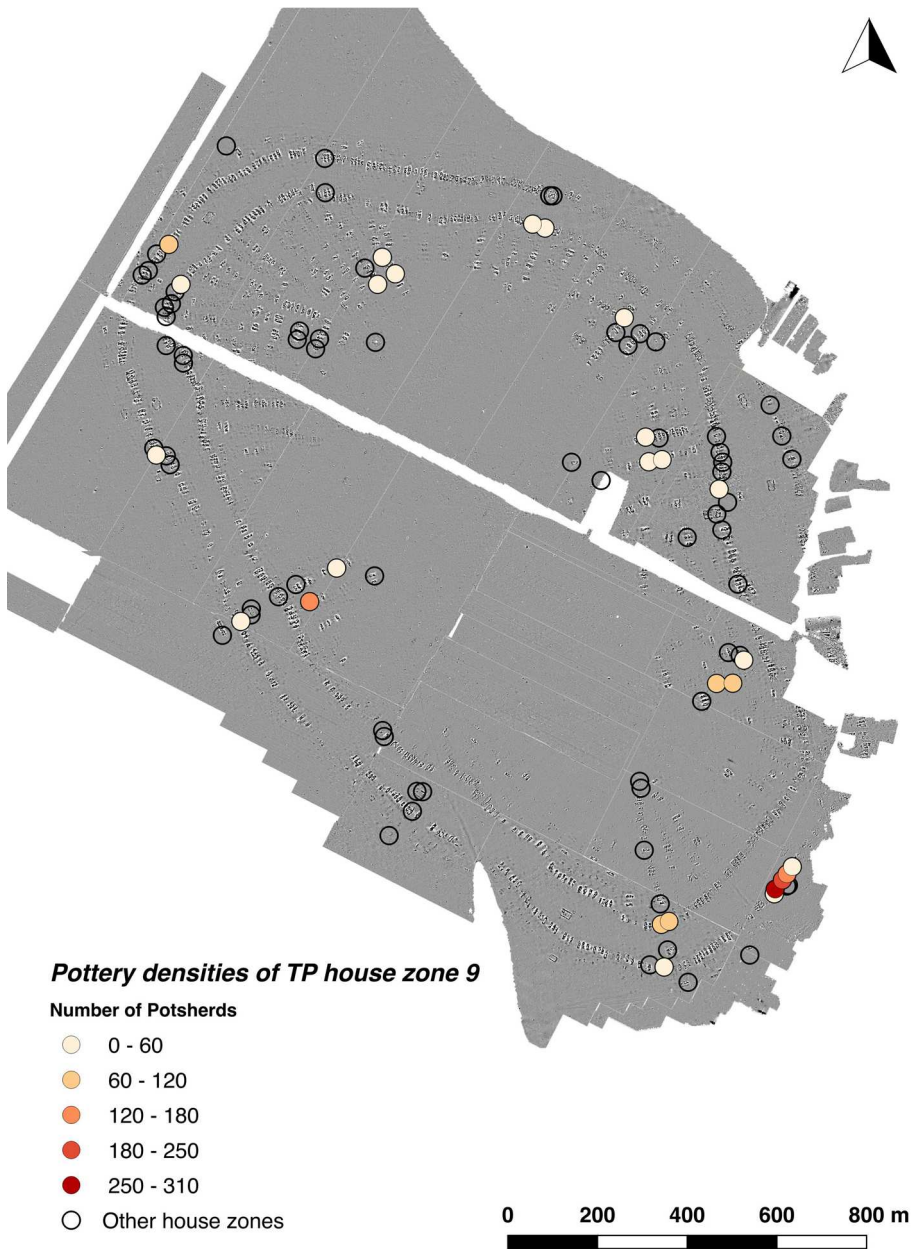 Pottery densities of TP house zone 9
Number of Potsherds
0 - 60
60 - 120
120 - 180
180 - 250
250 - 310
Other house zones
0 200 400 600 800 m